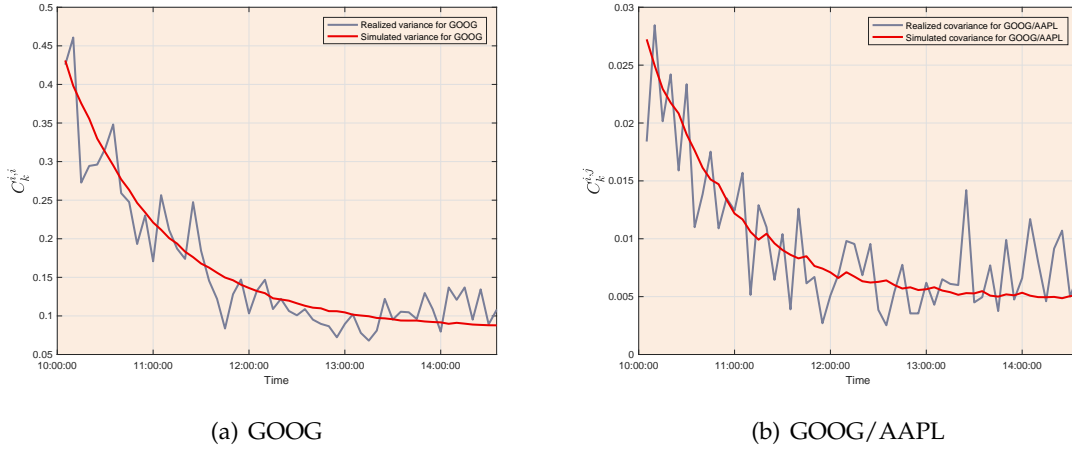 0.5
0.45
0.4
0.35
0.3
0.25
0.2
0.15
0.1
0.05
C_k^{i,i}
Realized variance for GOOG
Simulated variance for GOOG
10:00:00 11:00:00 12:00:00 13:00:00 14:00:00
Time
(a) GOOG
0.03
0.025
0.02
0.015
0.01
0.005
0
C_k^{i,j}
Realized covariance for GOOG/AAPL
Simulated covariance for GOOG/AAPL
10:00:00 11:00:00 12:00:00 13:00:00 14:00:00
Time
(b) GOOG/AAPL